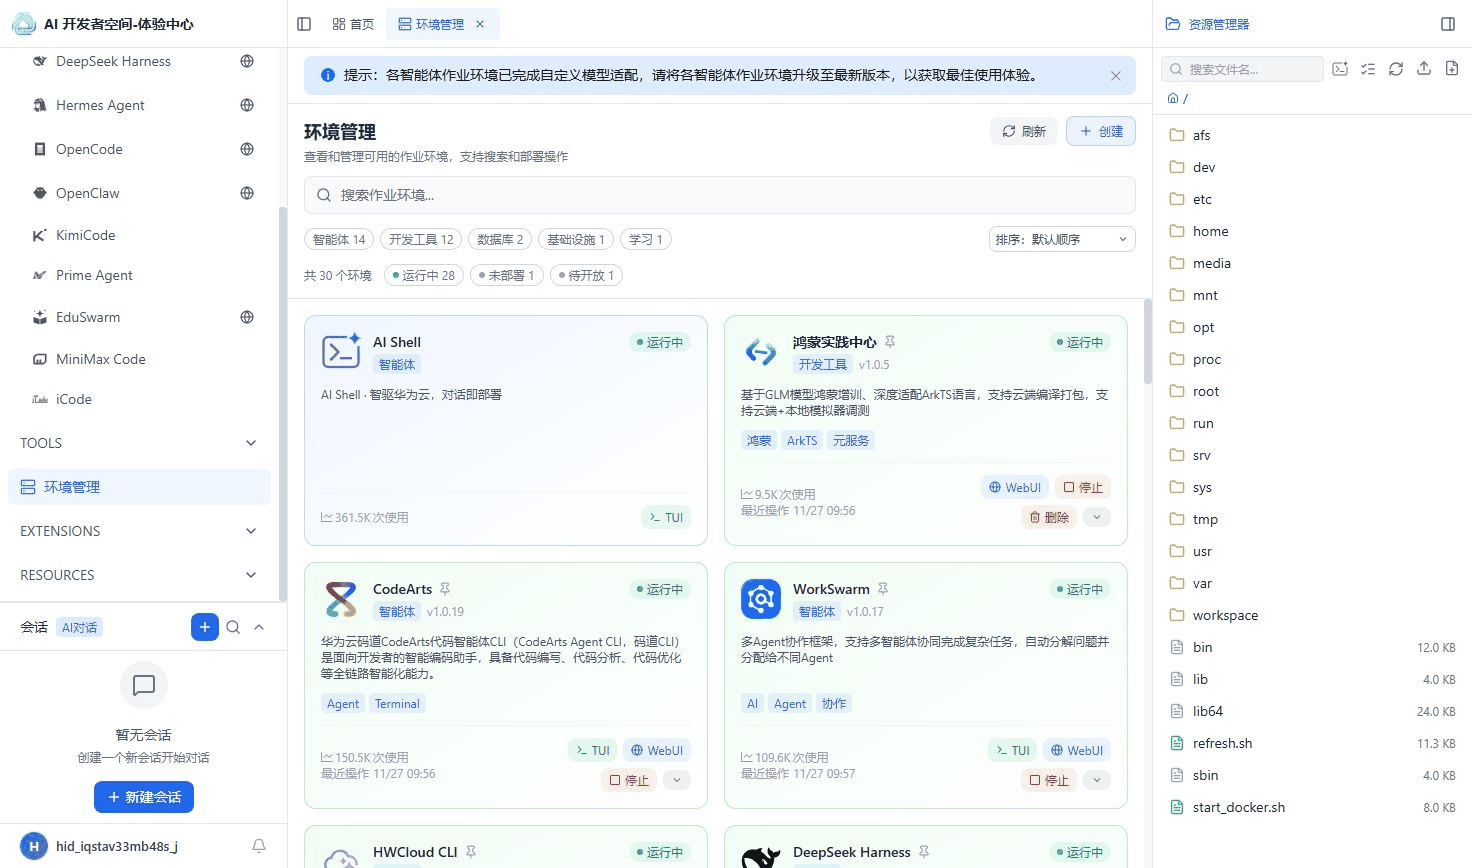 AI 开发者空间-体验中心
DeepSeek Harness
Hermes Agent
OpenCode
OpenClaw
KimiCode
Prime Agent
EduSwarm
MiniMax Code
iCode
TOOLS
环境管理
EXTENSIONS
RESOURCES
会话 AI对话
暂无会话
创建一个新会话开始对话
新建会话
H hid_iqstav33mb48s_j
首页 环境管理
提示：各智能体作业环境已完成自定义模型适配，请将各智能体作业环境升级至最新版本，以获取最佳使用体验。
环境管理
刷新 创建
查看和管理可用的作业环境，支持搜索和部署操作
搜索作业环境...
智能体 14 开发工具 12 数据库 2 基础设施 1 学习 1
排序：默认顺序
共 30 个环境 运行中 28 未部署 1 待开放 1
AI Shell 运行中
智能体
AI Shell · 智驱华为云，对话即部署
361.5K次使用 TUI
鸿蒙实践中心 运行中
开发工具 v1.0.5
基于GLM模型鸿蒙增训、深度适配ArkTS语言，支持云端编译打包，支
持云端+本地模拟器调测
鸿蒙 ArkTS 元服务
9.5K次使用 WebUI 停止
最近操作 11/27 09:56 删除
CodeArts 运行中
智能体 v1.0.19
华为云码道CodeArts代码智能体CLI（CodeArts Agent CLI，码道CLI）
是面向开发者的智能编码助手，具备代码编写、代码分析、代码优化
等全链路智能化能力。
Agent Terminal
150.5K次使用 TUI WebUI
最近操作 11/27 09:56 停止
WorkSwarm 运行中
智能体 v1.0.17
多Agent协作框架，支持多智能体协同完成复杂任务，自动分解问题并
分配给不同Agent
AI Agent 协作
109.6K次使用 TUI WebUI
最近操作 11/27 09:57 停止
HWCloud CLI 运行中
DeepSeek Harness 运行中
资源管理器
搜索文件名...
/
afs
dev
etc
home
media
mnt
opt
proc
root
run
srv
sys
tmp
usr
var
workspace
bin 12.0 KB
lib 4.0 KB
lib64 24.0 KB
refresh.sh 11.3 KB
sbin 4.0 KB
start_docker.sh 8.0 KB